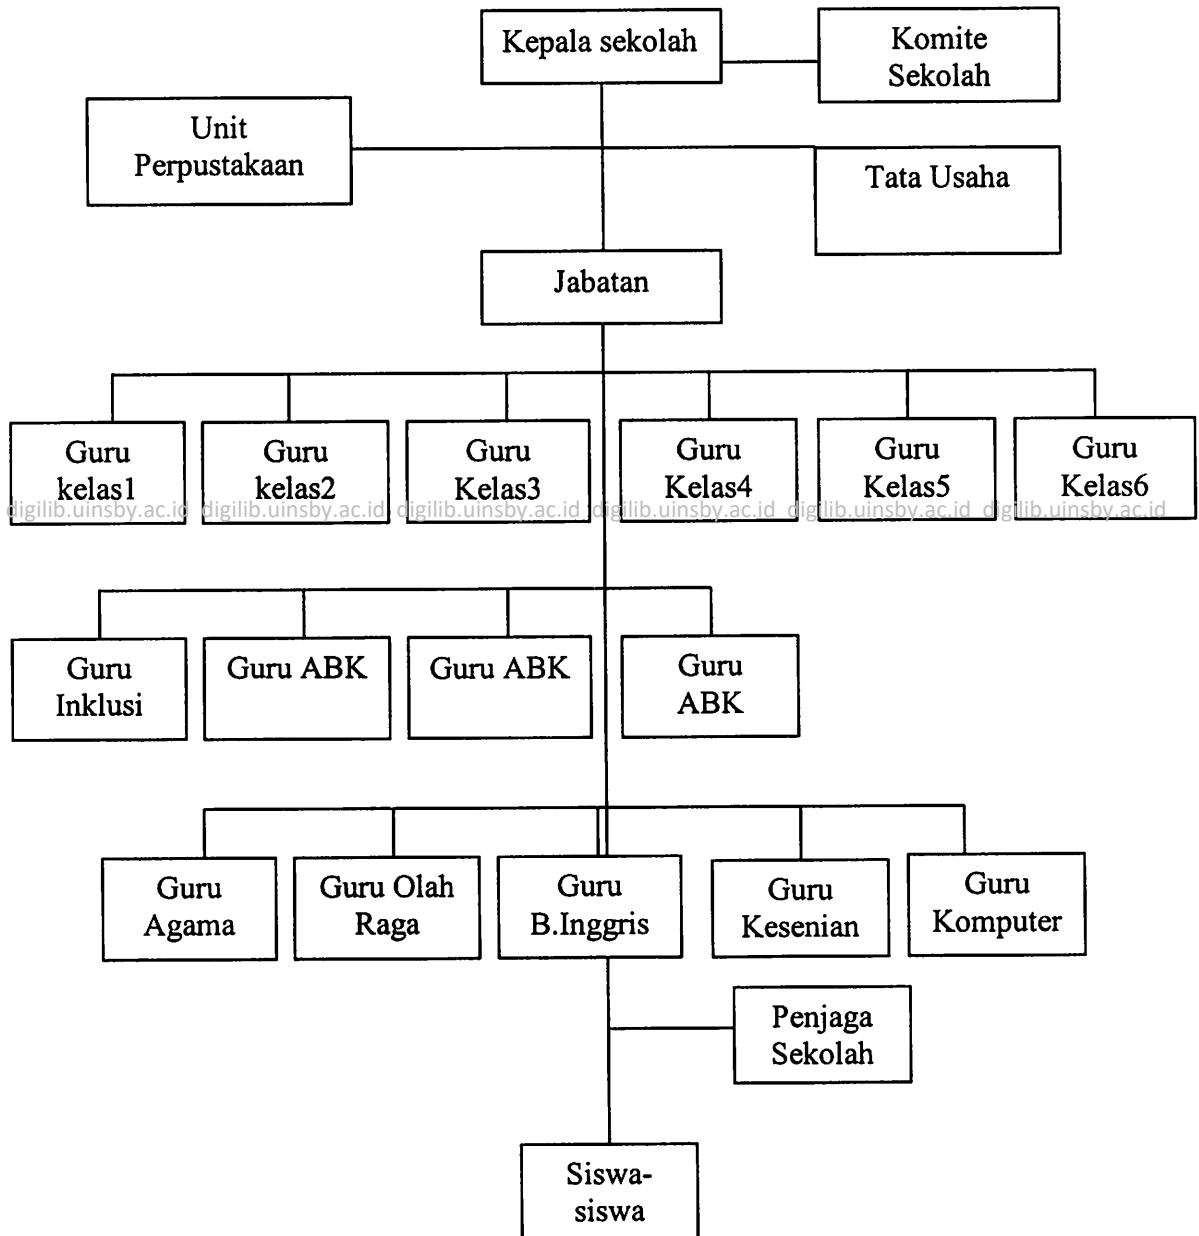 Kepala sekolah
Komite
Sekolah
Unit
Perpustakaan
Tata Usaha
Jabatan
Guru
kelas1
Guru
kelas2
Guru
Kelas3
Guru
Kelas4
Guru
Kelas5
Guru
Kelas6
digilib.uinsby.ac.id digilib.uinsby.ac.id digilib.uinsby.ac.id digilib.uinsby.ac.id digilib.uinsby.ac.id digilib.uinsby.ac.id
Guru
Inklusi
Guru ABK
Guru ABK
Guru
ABK
Guru
Agama
Guru Olah
Raga
Guru
B.Inggris
Guru
Kesenian
Guru
Komputer
Penjaga
Sekolah
Siswa-
siswa